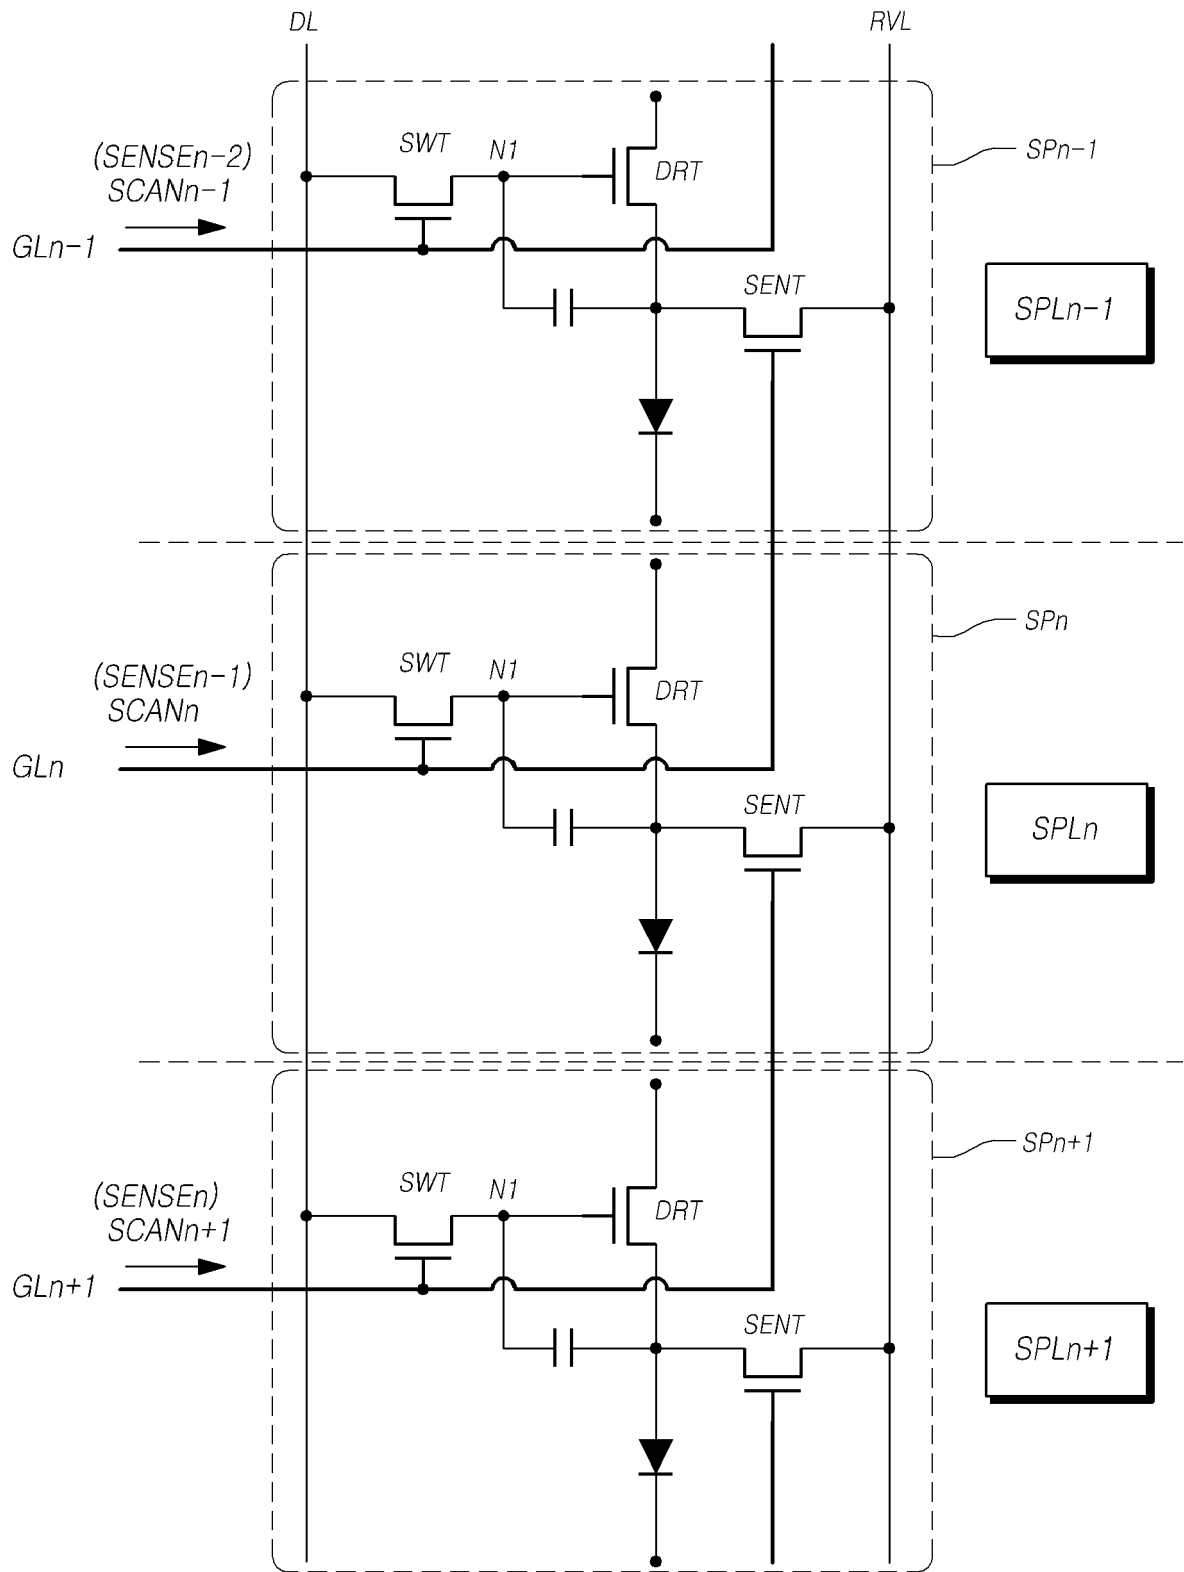 DL
RVL
(SENSEn-2)
SCANn-1
GLn-1
SWT
N1
DRT
SENT
SPn-1
SPLn-1
(SENSEn-1)
SCANn
GLn
SWT
N1
DRT
SENT
SPn
SPLn
(SENSEn)
SCANn+1
GLn+1
SWT
N1
DRT
SENT
SPn+1
SPLn+1